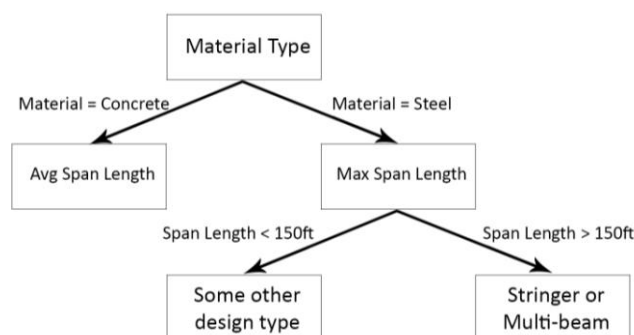 Material Type
Material = Concrete
Material = Steel
Avg Span Length
Max Span Length
Span Length < 150ft
Span Length > 150ft
Some other
design type
Stringer or
Multi-beam